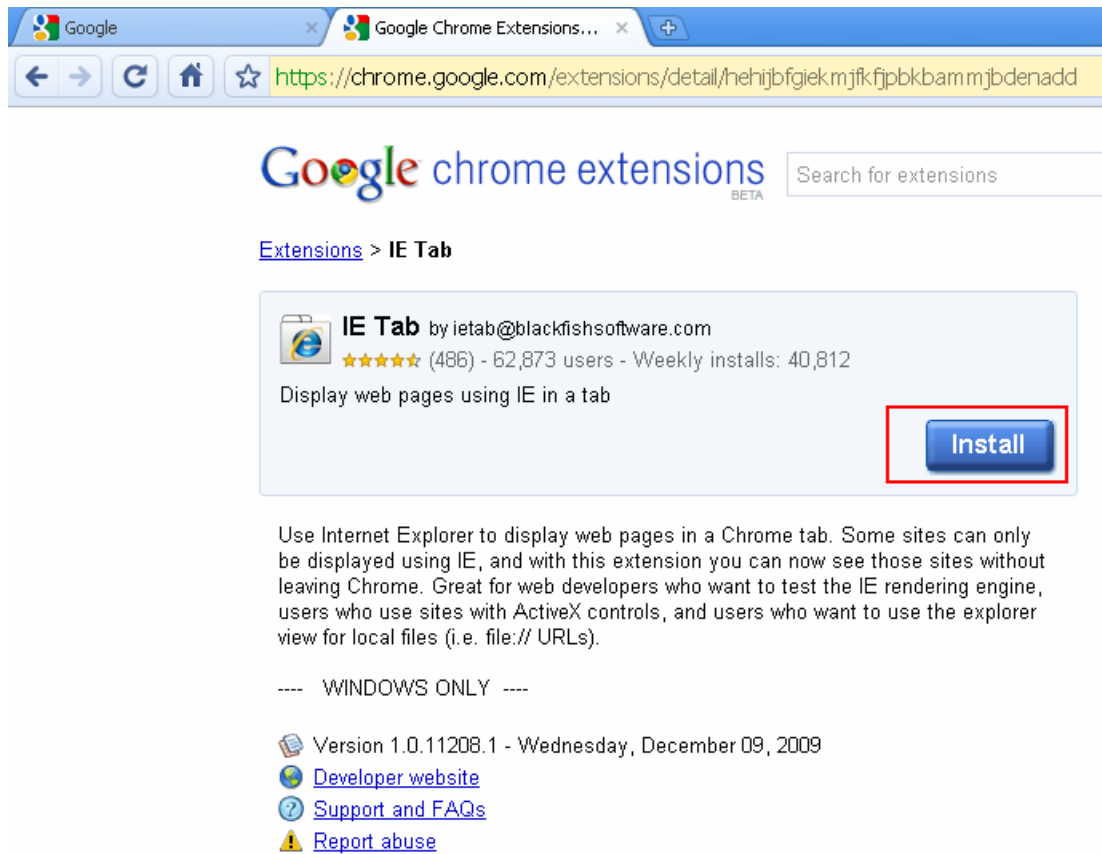 Google
Google Chrome Extensions...
https://chrome.google.com/extensions/detail/hehijbfgiekmjfkfjpbkbammjbdenadd
Google chrome extensions
BETA
Search for extensions
Extensions > IE Tab
IE Tab by ietab@blackfishsoftware.com
(486) - 62,873 users - Weekly installs: 40,812
Display web pages using IE in a tab
Install
Use Internet Explorer to display web pages in a Chrome tab. Some sites can only
be displayed using IE, and with this extension you can now see those sites without
leaving Chrome. Great for web developers who want to test the IE rendering engine,
users who use sites with ActiveX controls, and users who want to use the explorer
view for local files (i.e. file:// URLs).
---- WINDOWS ONLY ----
Version 1.0.11208.1 - Wednesday, December 09, 2009
Developer website
Support and FAQs
Report abuse